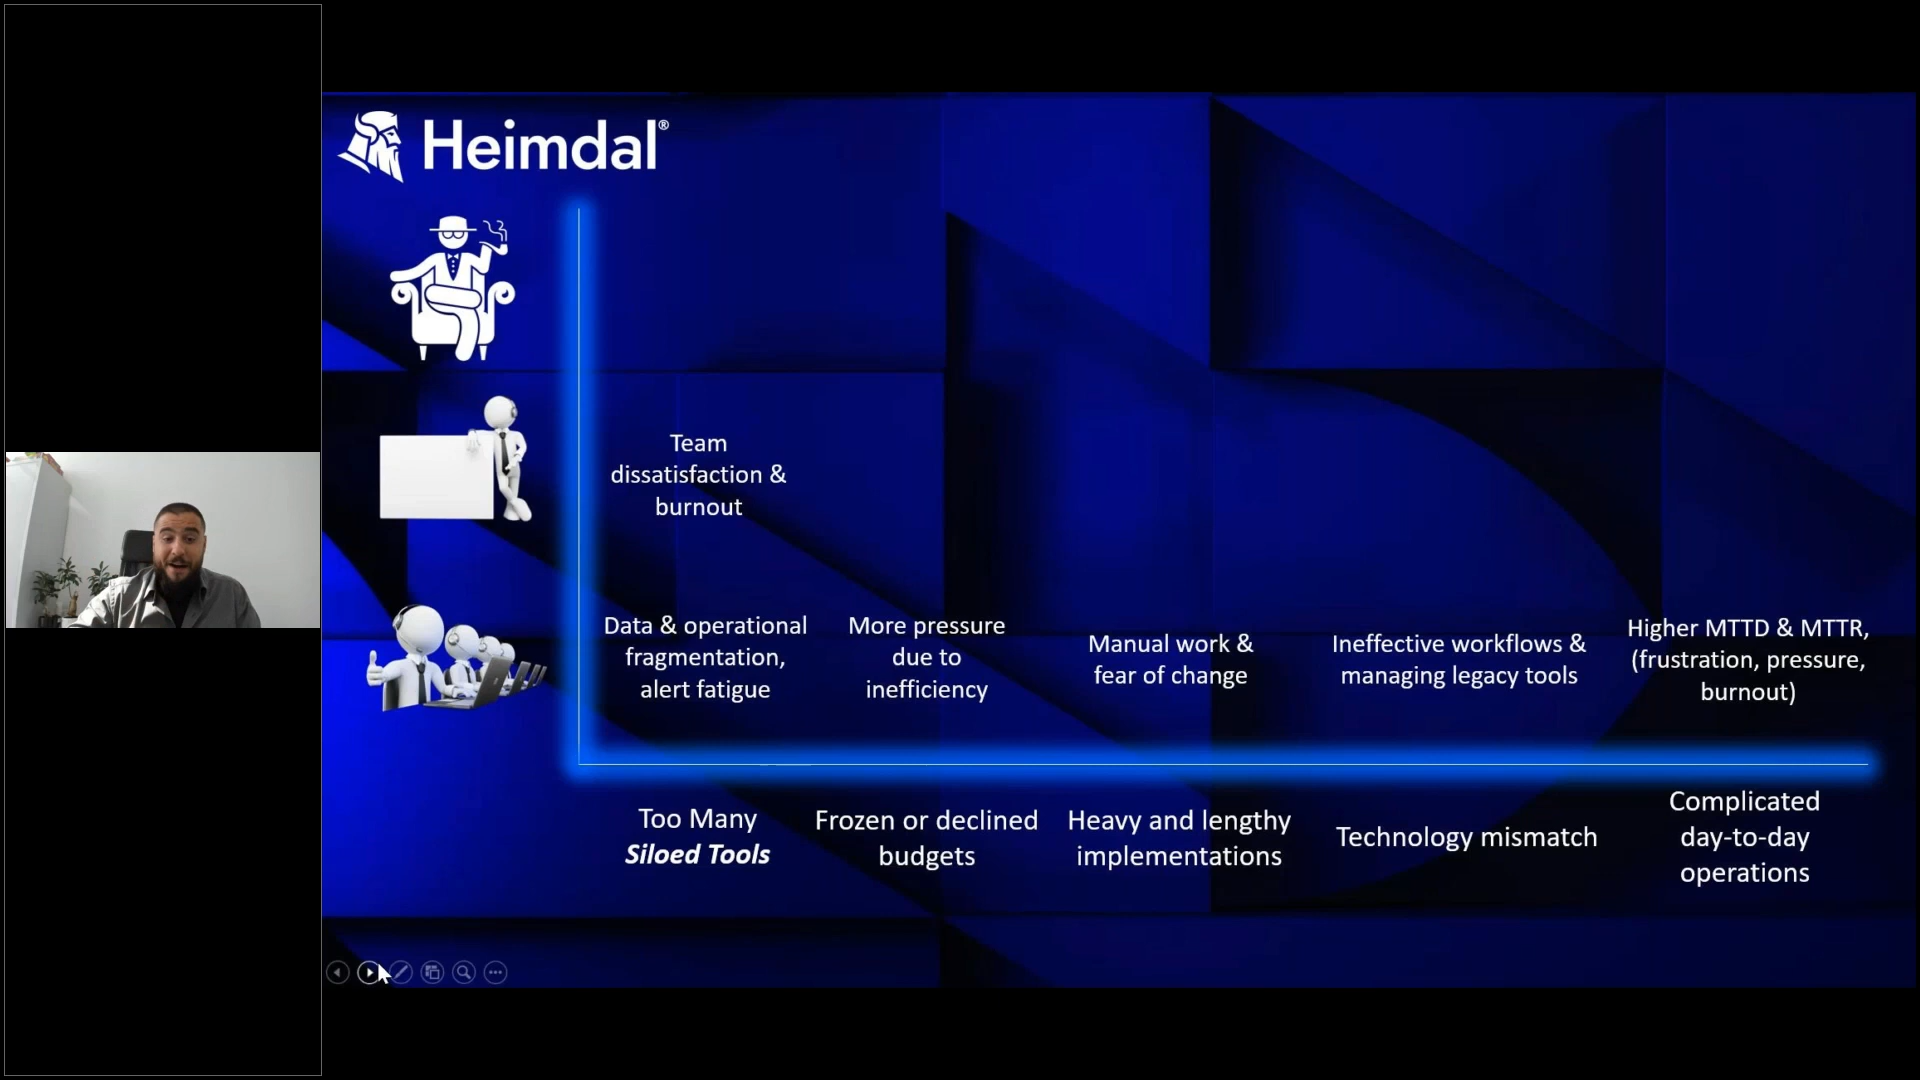 Heimdal®
Team
dissatisfaction &
burnout
Data & operational
fragmentation,
alert fatigue
More pressure
due to
inefficiency
Manual work &
fear of change
Ineffective workflows &
managing legacy tools
Higher MTTD & MTTR,
(frustration, pressure,
burnout)
Too Many
Siloed Tools
Frozen or declined
budgets
Heavy and lengthy
implementations
Technology mismatch
Complicated
day-to-day
operations